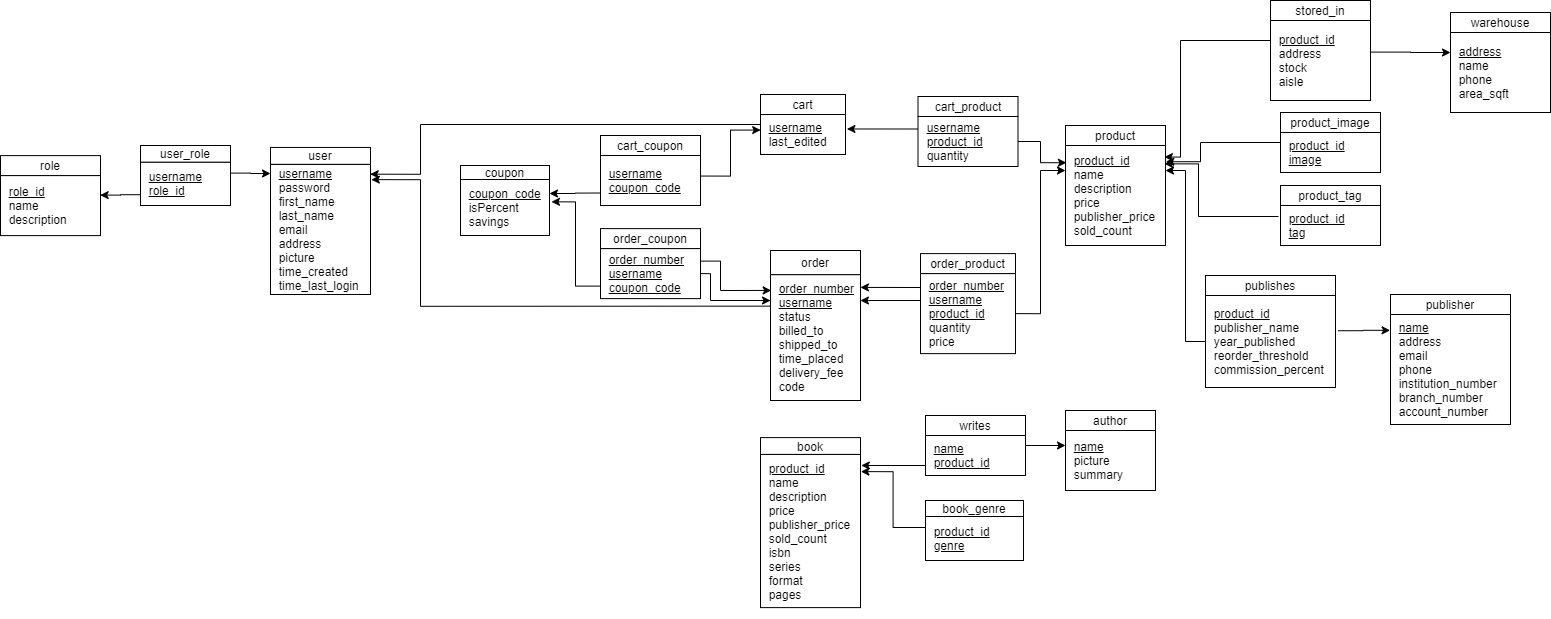 role
role_id
name
description
user_role
username
role_id
user
username
password
first_name
last_name
email
address
picture
time_created
time_last_login
coupon
coupon_code
isPercent
savings
cart_coupon
username
coupon_code
order_coupon
order_number
username
coupon_code
cart
username
last_edited
order
order_number
username
status
billed_to
shipped_to
time_placed
delivery_fee
code
cart_product
username
product_id
quantity
order_product
order_number
username
product_id
quantity
price
product
product_id
name
description
price
publisher_price
sold_count
stored_in
product_id
address
stock
aisle
warehouse
address
name
phone
area_sqft
product_image
product_id
image
product_tag
product_id
tag
publishes
product_id
publisher_name
year_published
reorder_threshold
commission_percent
publisher
name
address
email
phone
institution_number
branch_number
account_number
book
product_id
name
description
price
publisher_price
sold_count
isbn
series
format
pages
writes
name
product_id
author
name
picture
summary
book_genre
product_id
genre